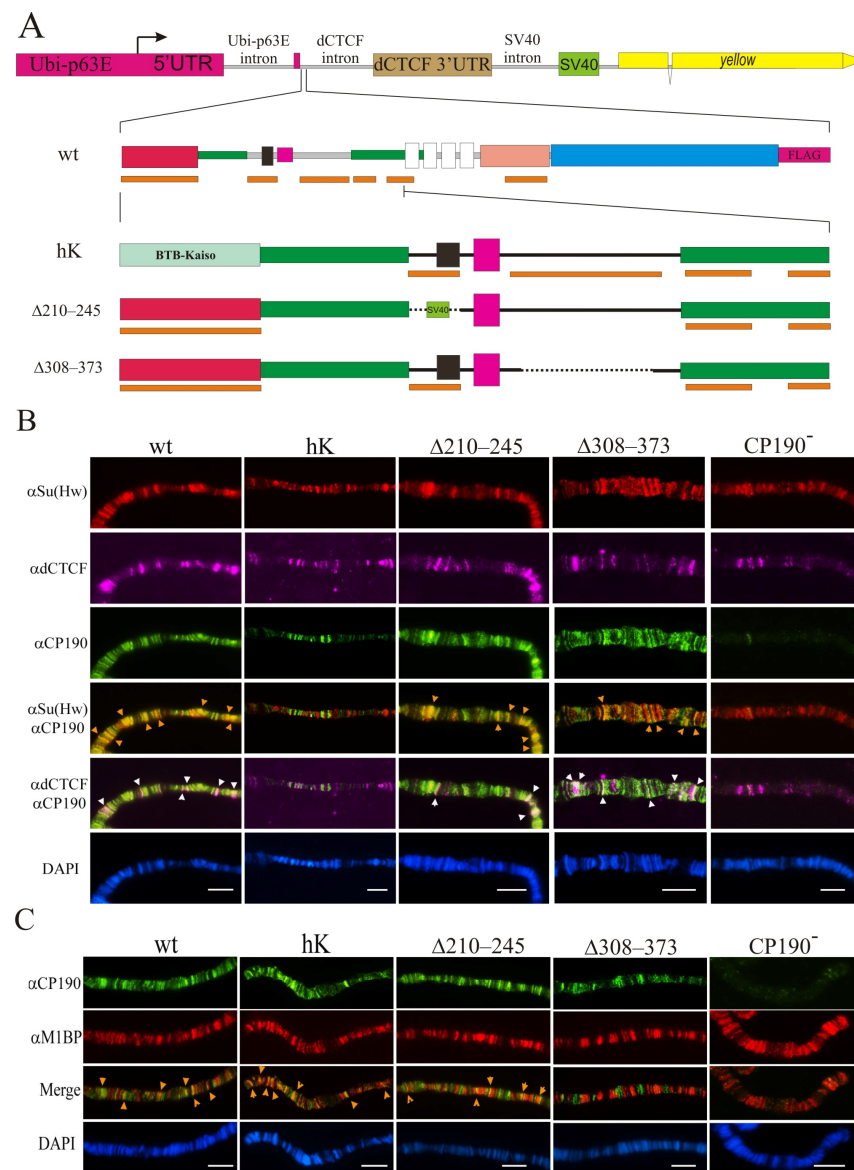 A
Ubi-p63E 5'UTR
Ubi-p63E intron
dCTCF intron
dCTCF 3'UTR
SV40 intron
SV40
yellow
wt
FLAG
hK
BTB-Kaiso
Δ210–245
SV40
Δ308–373
B
wt hK Δ210–245 Δ308–373 CP190⁻
αSu(Hw)
αdCTCF
αCP190
αSu(Hw)
αCP190
αdCTCF
αCP190
DAPI
C
wt hK Δ210–245 Δ308–373 CP190⁻
αCP190
αM1BP
Merge
DAPI